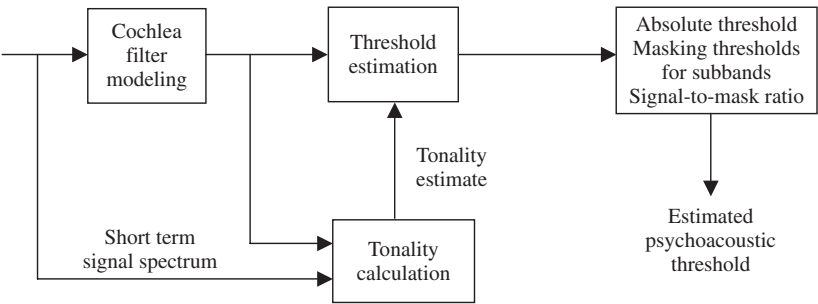 Cochlea
filter
modeling
Threshold
estimation
Absolute threshold
Masking thresholds
for subbands
Signal-to-mask ratio
Tonality
estimate
Short term
signal spectrum
Tonality
calculation
Estimated
psychoacoustic
threshold